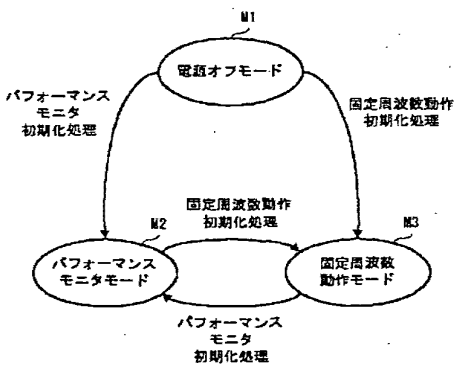 M1
電源オフモード
パフォーマンス
モニタ
初期化処理
固定周波数動作
初期化処理
固定周波数動作
初期化処理
M2
M3
パフォーマンス
モニタモード
固定周波数
動作モード
パフォーマンス
モニタ
初期化処理